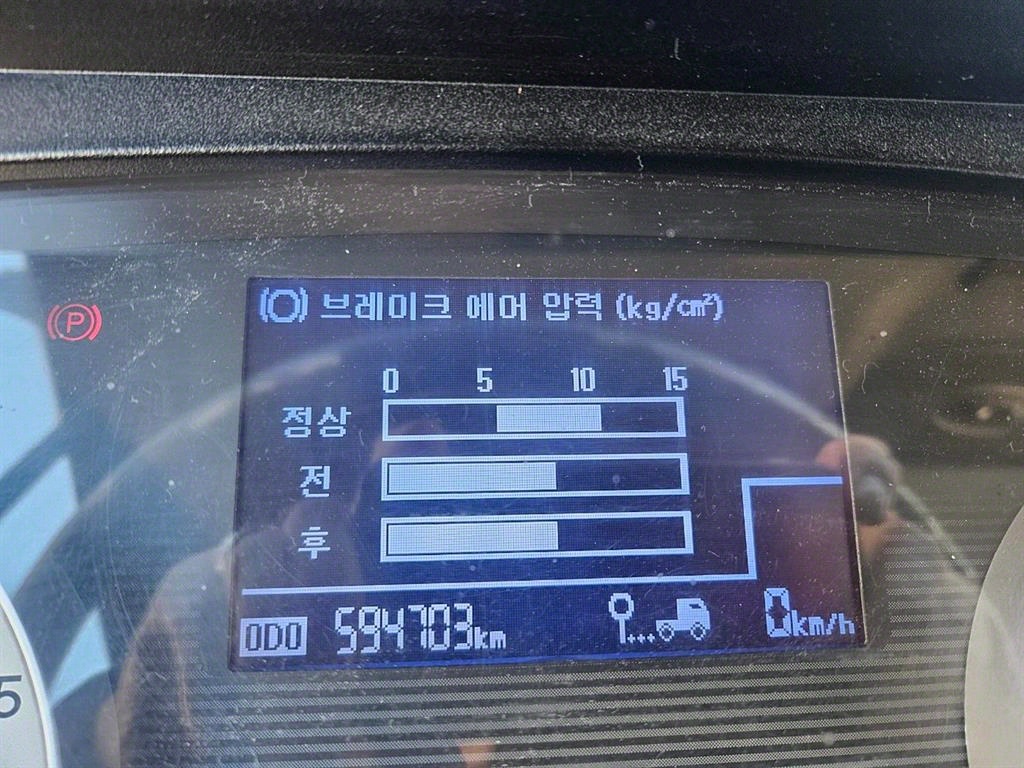 (P)
(O) 브레이크 에어 압력 (kg/cm²)
0 5 10 15
정상
전
후
ODO 594703km 0km/h
5